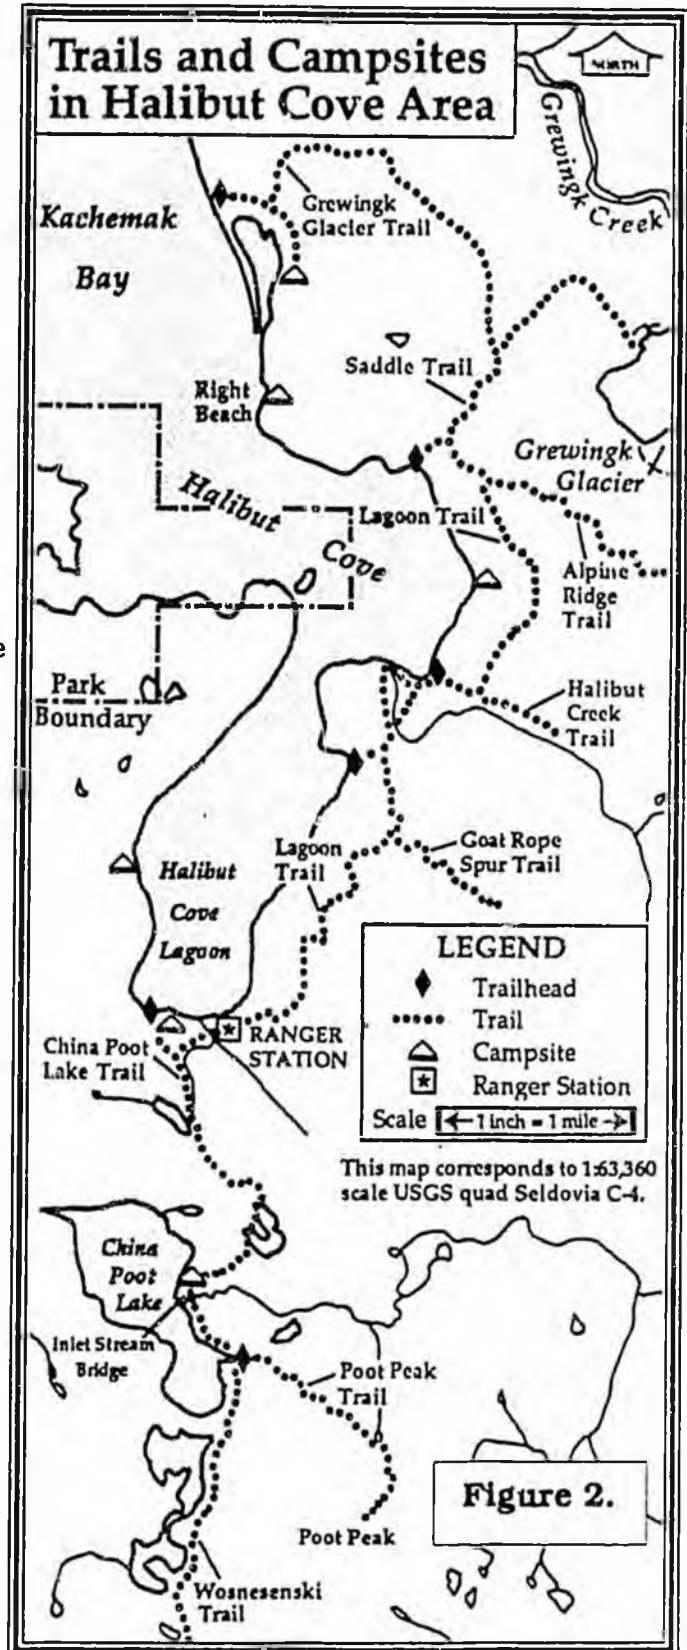 Trails and Campsites
in Halibut Cove Area
NORTH
Grewingk Creek
Kachemak
Bay
Grewingk
Glacier Trail
Saddle Trail
Right
Beach
Grewingk
Glacier
Halibut
Cove
Lagoon Trail
Alpine
Ridge
Trail
e
Park
Boundary
Halibut
Creek
Trail
Lagoon
Trail
Goat Rope
Spur Trail
Halibut
Cove
Lagoon
LEGEND
Trailhead
Trail
Campsite
Ranger Station
Scale 1 inch = 1 mile
RANGER
STATION
China Poot
Lake Trail
This map corresponds to 1:63,360
scale USGS quad Seldovia C-4.
China
Poot
Lake
Inlet Stream
Bridge
Poot Peak
Trail
Figure 2.
Poot Peak
Wosnesenski
Trail